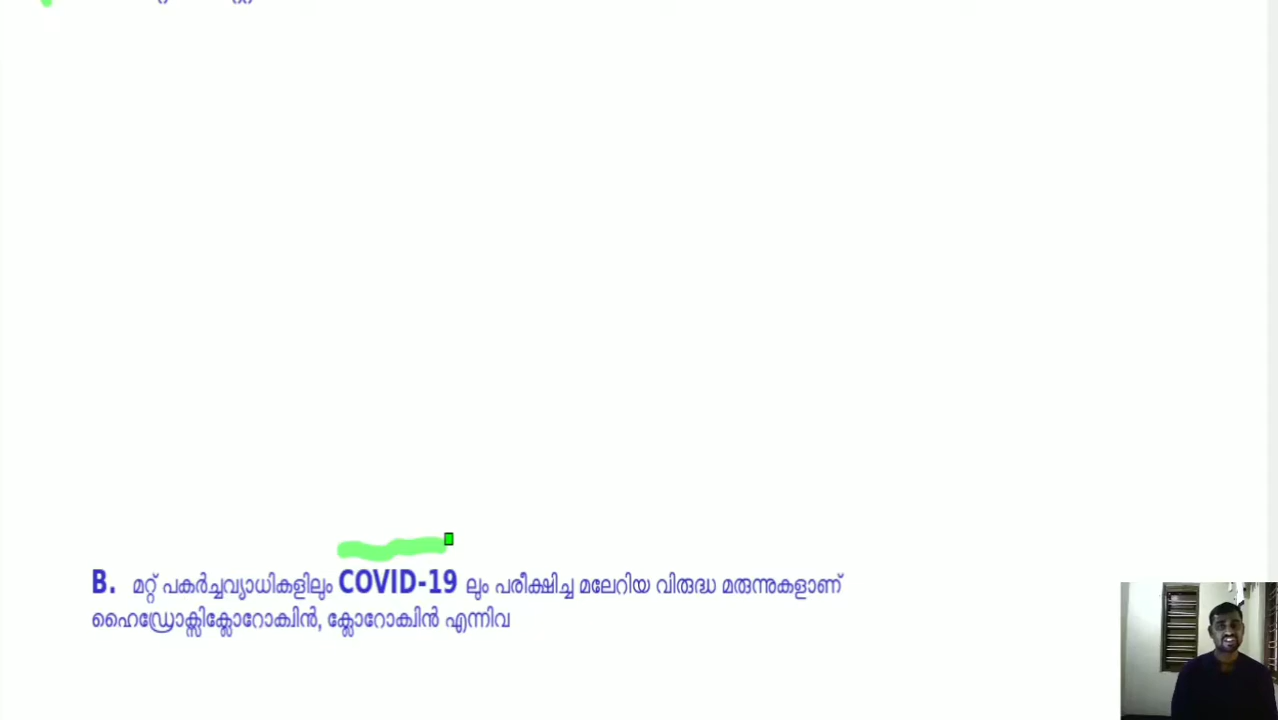 B. മറ്റ് പകർച്ചവ്യാധികളിലും COVID-19 ലും പരീക്ഷിച്ച മലേറിയ വിരുദ്ധ മരുന്നുകളാണ്
ഹൈഡ്രോക്സിക്ലോറോക്വിൻ, ക്ലോറോക്വിൻ എന്നിവ